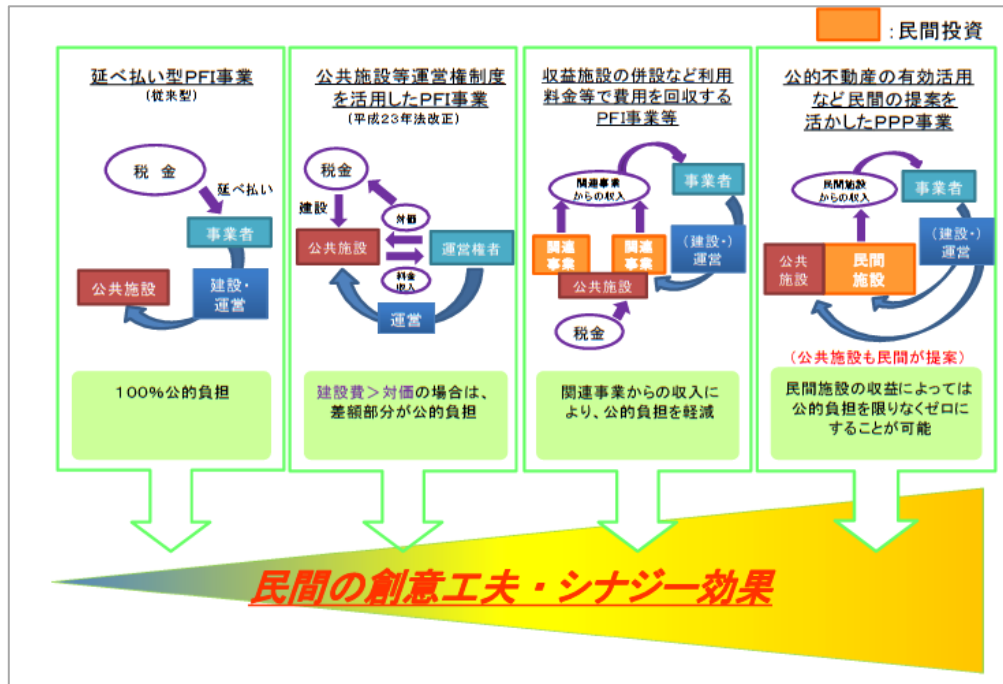 :民間投資
延べ払い型PFI事業
(従来型)
税 金
延べ払い
事業者
公共施設
建設・
運営
100%公的負担
公共施設等運営権制度
を活用したPFI事業
(平成23年法改正)
税金
建設
対価
公共施設
運営権者
料金
収入
運営
建設費>対価の場合は、
差額部分が公的負担
収益施設の併設など利用
料金等で費用を回収する
PFI事業等
関連事業
からの収入
事業者
関連
事業
関連
事業
(建設・)
運営
公共施設
税金
関連事業からの収入に
より、公的負担を軽減
公的不動産の有効活用
など民間の提案を
活かしたPPP事業
民間施設
からの収入
事業者
公共
施設
民間
施設
(建設・)
運営
(公共施設も民間が提案)
民間施設の収益によっては
公的負担を限りなくゼロに
することが可能
民間の創意工夫・シナジー効果